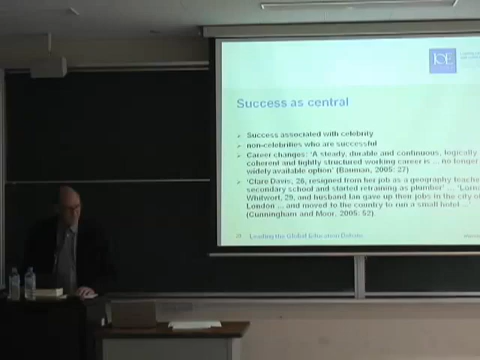 IOE
Success as central
➢ Success associated with celebrity
➢ non-celebrities who are successful
➢ Career changes: 'A steady, durable and continuous, logically
coherent and tightly structured working career is ... no longer
widely available option' (Bauman, 2005: 27)
➢ 'Clare Davis, 26, resigned from her job as a geography teache
secondary school and started retraining as plumber' ...
Whitwort, 29, and husband Ian gave up their jobs in the city of
London ... and moved to the country to run a small hotel ...'
(Cunningham and Moor, 2005: 52)
Leading the Global Education Debate